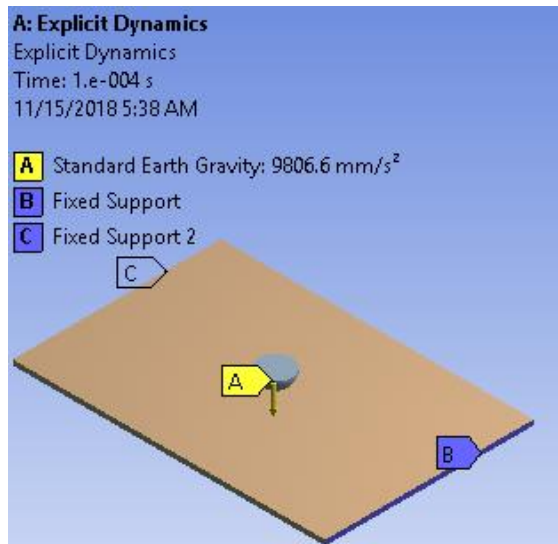 A: Explicit Dynamics
Explicit Dynamics
Time: 1.e-004 s
11/15/2018 5:38 AM
A Standard Earth Gravity: 9806.6 mm/s²
B Fixed Support
C Fixed Support 2
C
A
B